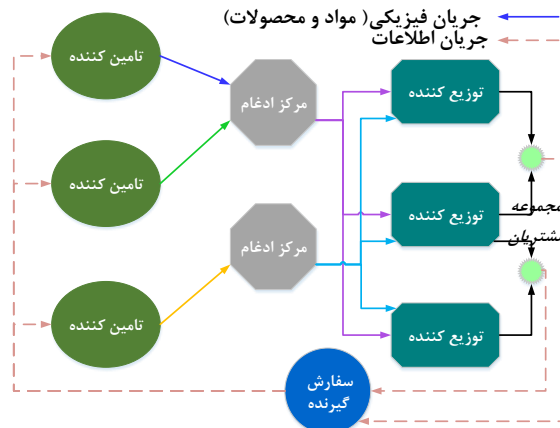 جریان فیزیکی( مواد و محصولات)
جریان اطلاعات
تامین کننده
مرکز ادغام
توزیع کننده
تامین کننده
توزیع کننده
مجموعه
مشتریان
مرکز ادغام
تامین کننده
توزیع کننده
سفارش
گیرنده